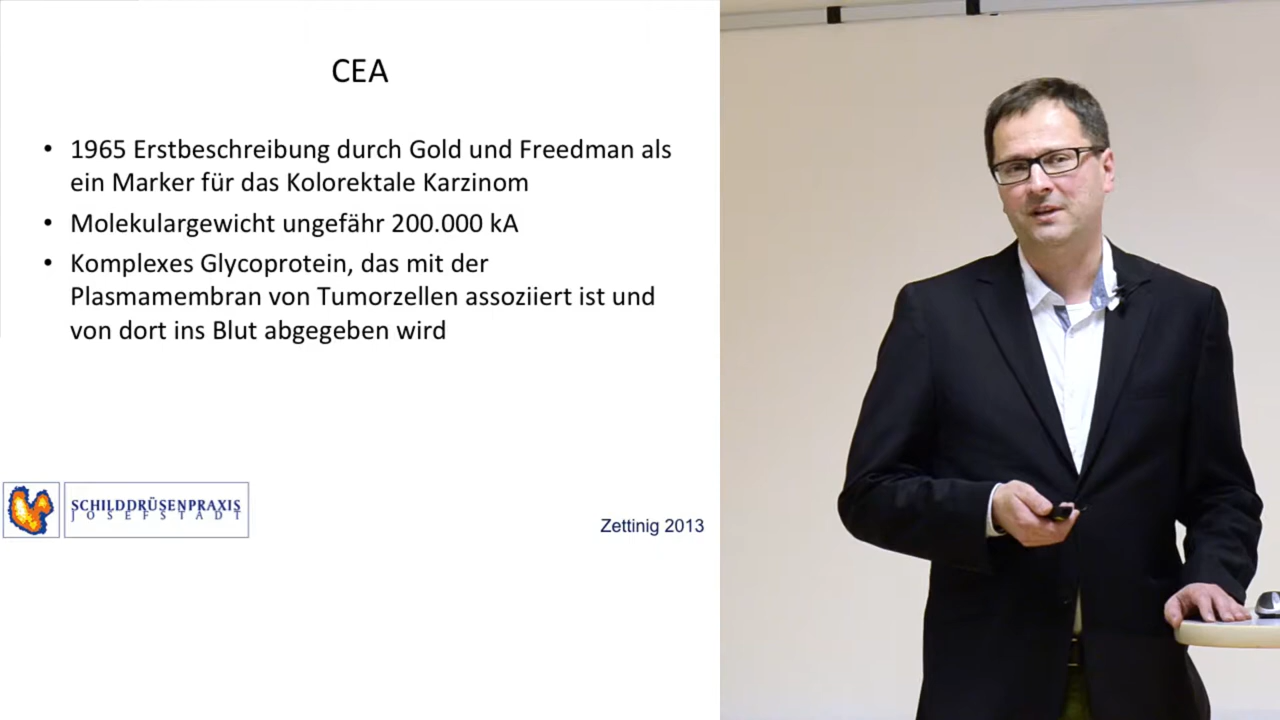 CEA
• 1965 Erstbeschreibung durch Gold und Freedman als
ein Marker für das Kolorektale Karzinom
• Molekulargewicht ungefähr 200.000 kA
• Komplexes Glycoprotein, das mit der
Plasmamembran von Tumorzellen assoziiert ist und
von dort ins Blut abgegeben wird
SCHILDDRÜSENPRAXIS
JOSEFSTADT
Zettinig 2013